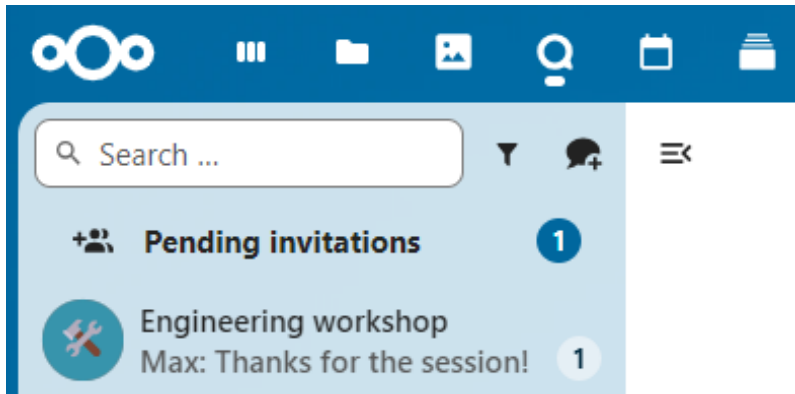 Search ...
Pending invitations 1
Engineering workshop
Max: Thanks for the session! 1